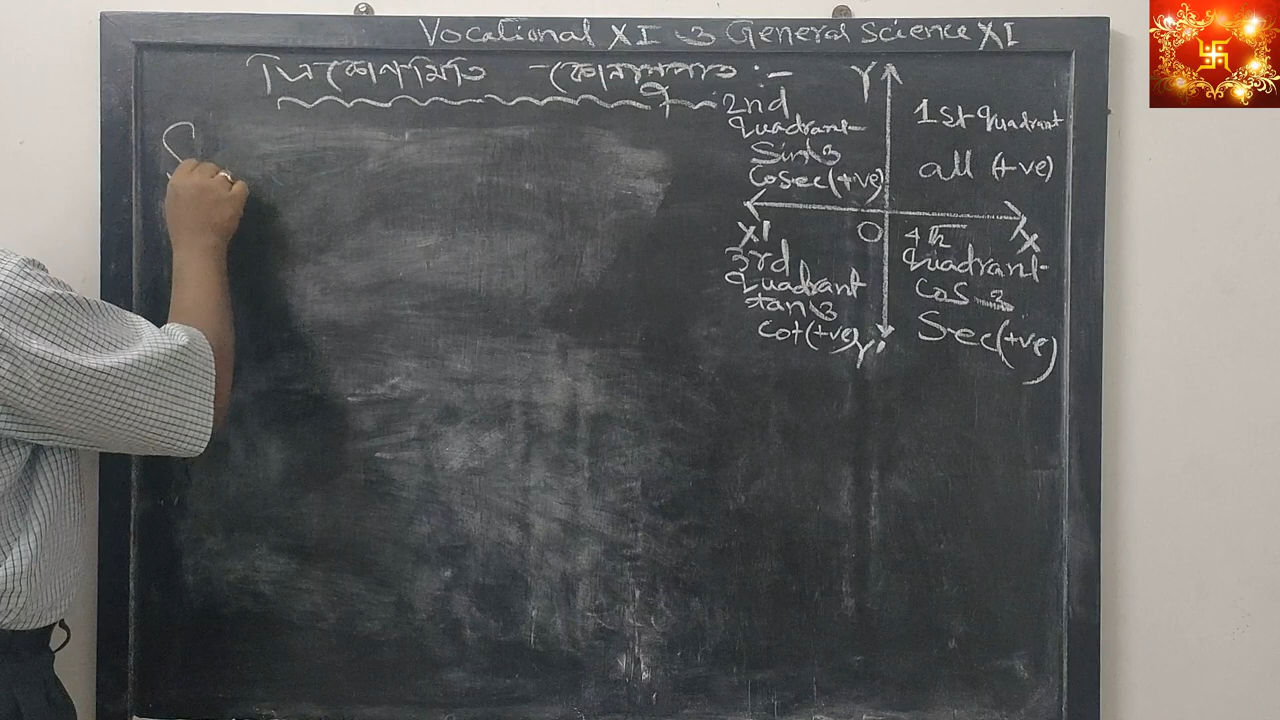 Vocational XI ও General Science XI
ত্রিকোণমিতি - কোণানুপাত :-
2nd
Quadrant
Sin ও
Cosec (+ve)
Y
1st Quadrant
all (+ve)
X'
O
X
3rd
Quadrant
tan ও
Cot (+ve)
Y'
4th
Quadrant
Cos ও
Sec (+ve)
S